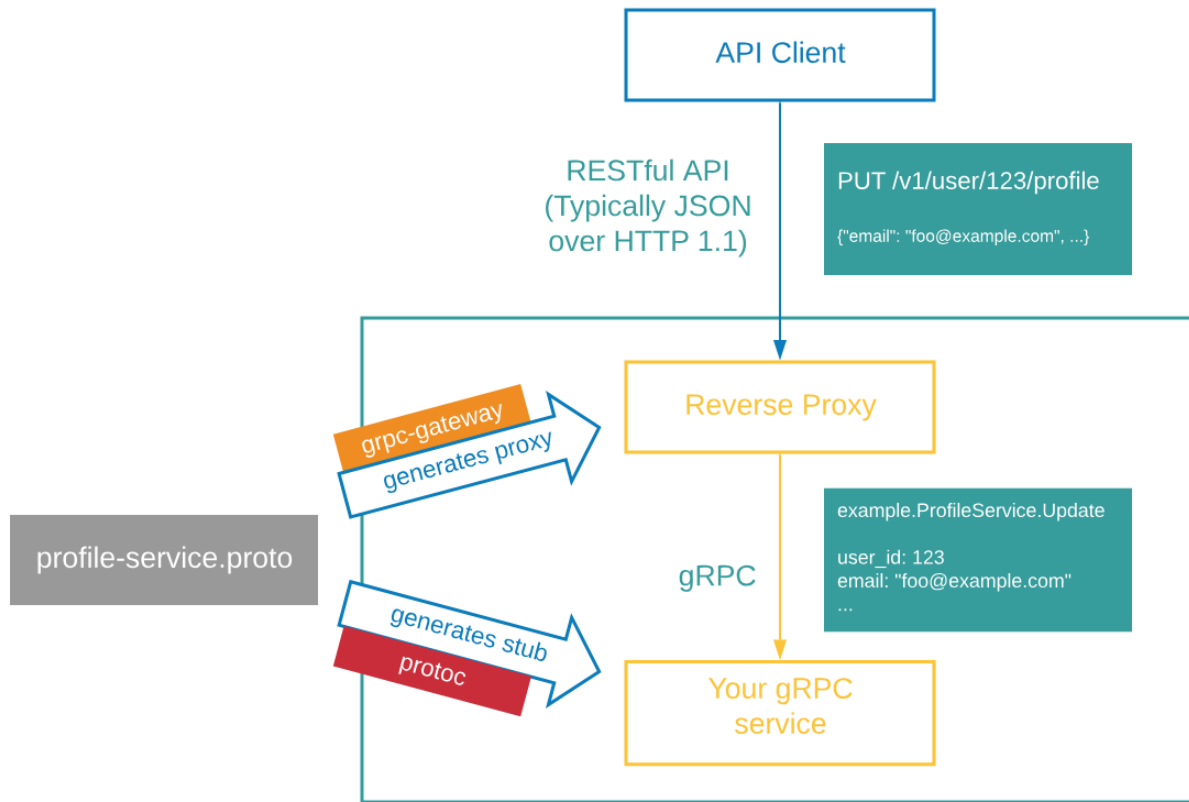 API Client
RESTful API
(Typically JSON
over HTTP 1.1)
PUT /v1/user/123/profile
{"email": "foo@example.com", ...}
Reverse Proxy
grpc-gateway
generates proxy
profile-service.proto
example.ProfileService.Update
user_id: 123
email: "foo@example.com"
...
gRPC
generates stub
protoc
Your gRPC
service